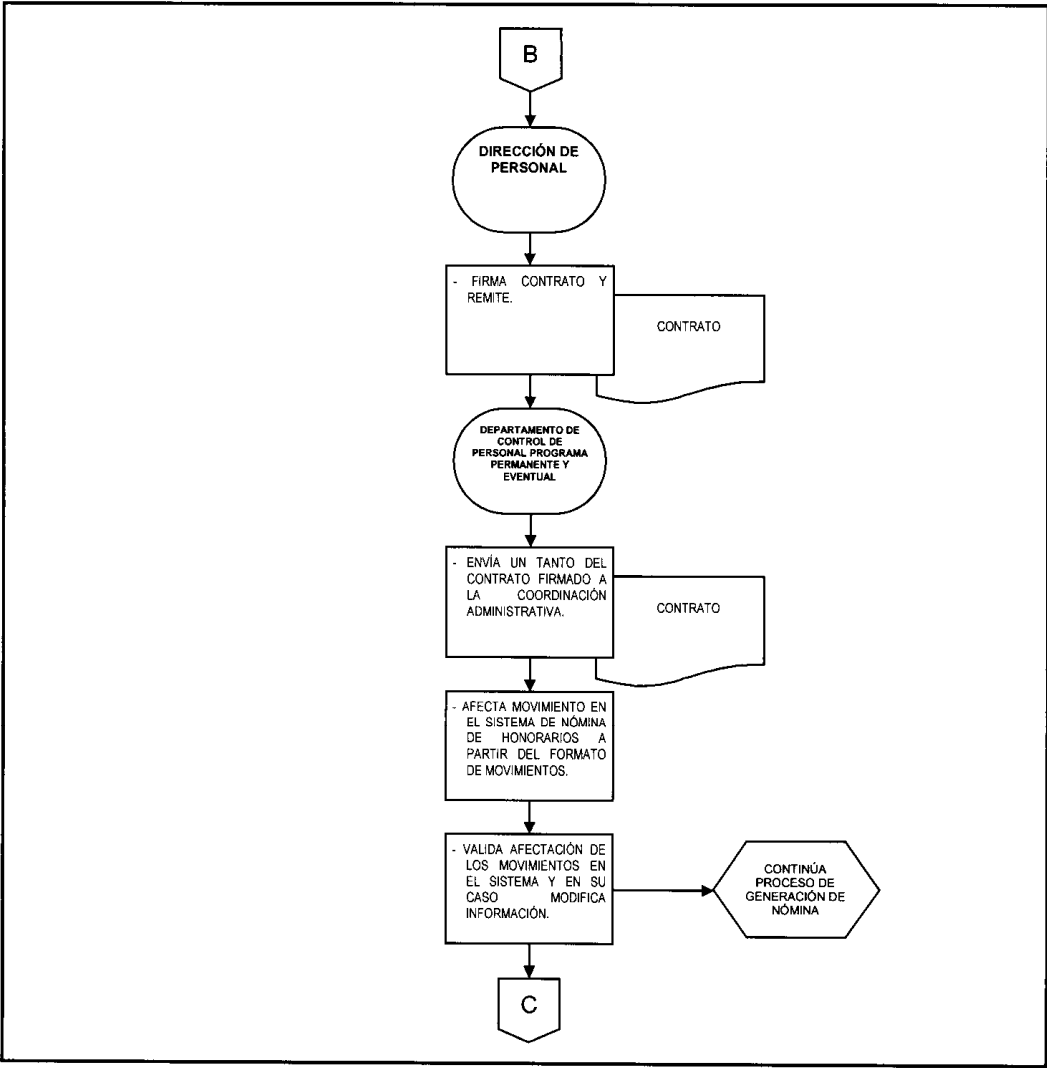 B
DIRECCIÓN DE
PERSONAL
- FIRMA CONTRATO Y
REMITE.
CONTRATO
DEPARTAMENTO DE
CONTROL DE
PERSONAL PROGRAMA
PERMANENTE Y
EVENTUAL
- ENVÍA UN TANTO DEL
CONTRATO FIRMADO A
LA COORDINACIÓN
ADMINISTRATIVA.
CONTRATO
- AFECTA MOVIMIENTO EN
EL SISTEMA DE NÓMINA
DE HONORARIOS A
PARTIR DEL FORMATO
DE MOVIMIENTOS.
- VALIDA AFECTACIÓN DE
LOS MOVIMIENTOS EN
EL SISTEMA Y EN SU
CASO MODIFICA
INFORMACIÓN.
CONTINÚA
PROCESO DE
GENERACIÓN DE
NÓMINA
C